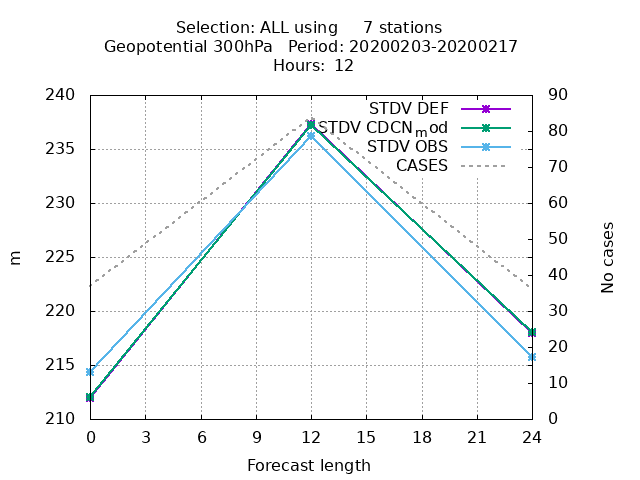 Selection: ALL using     7 stations
Geopotential 300hPa   Period: 20200203-20200217
Hours: 12
240
235
230
225
220
215
210
m
90
80
70
60
50
40
30
20
10
0
No cases
STDV DEF
STDV CDCN_mod
STDV OBS
CASES
0 3 6 9 12 15 18 21 24
Forecast length